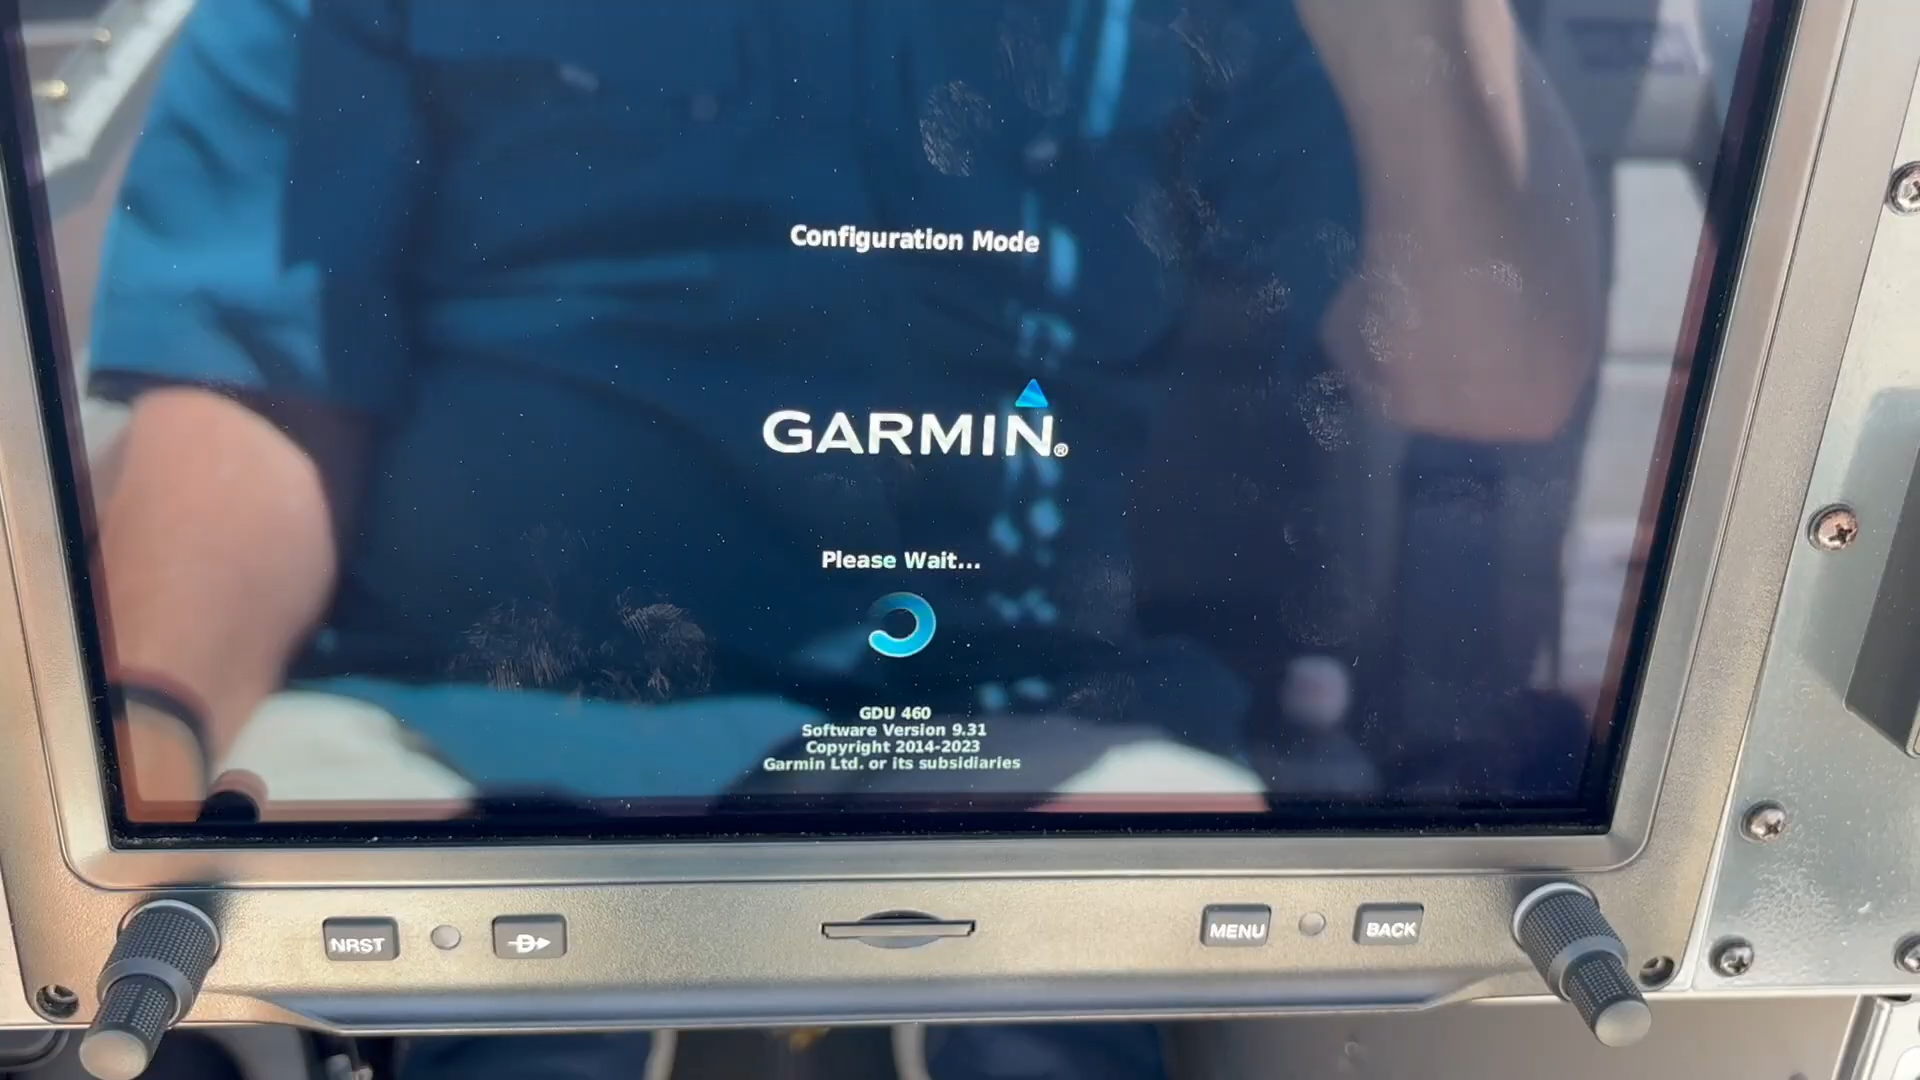 Configuration Mode
GARMIN®
Please Wait...
GDU 460
Software Version 9.31
Copyright 2014-2023
Garmin Ltd. or its subsidiaries
NRST
D
MENU
BACK